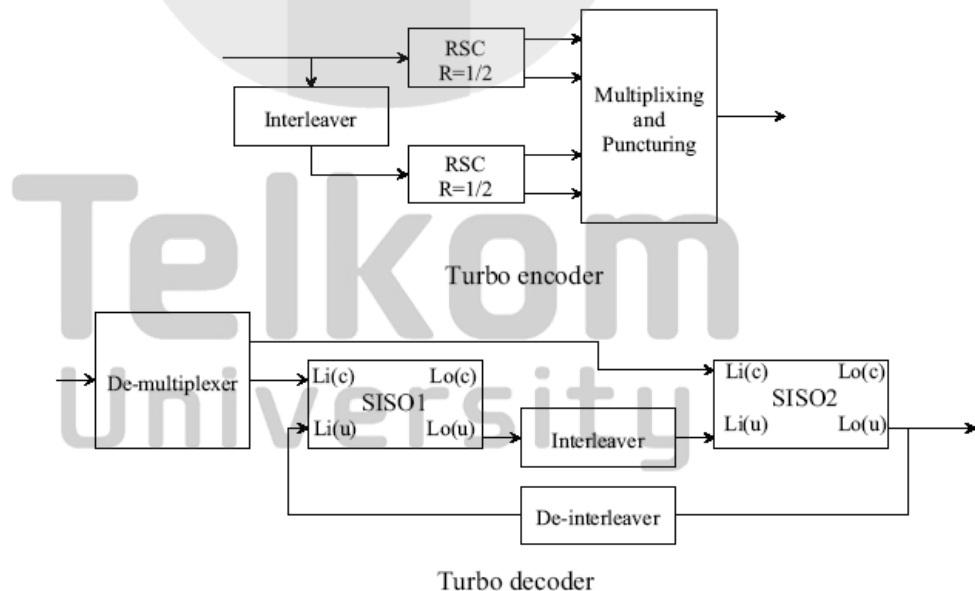 RSC
R=1/2
Interleaver
RSC
R=1/2
Multiplixing
and
Puncturing
Turbo encoder
Telkom
University
De-multiplexer
Li(c) Lo(c)
SISO1
Li(u) Lo(u)
Interleaver
Li(c) Lo(c)
SISO2
Li(u) Lo(u)
De-interleaver
Turbo decoder